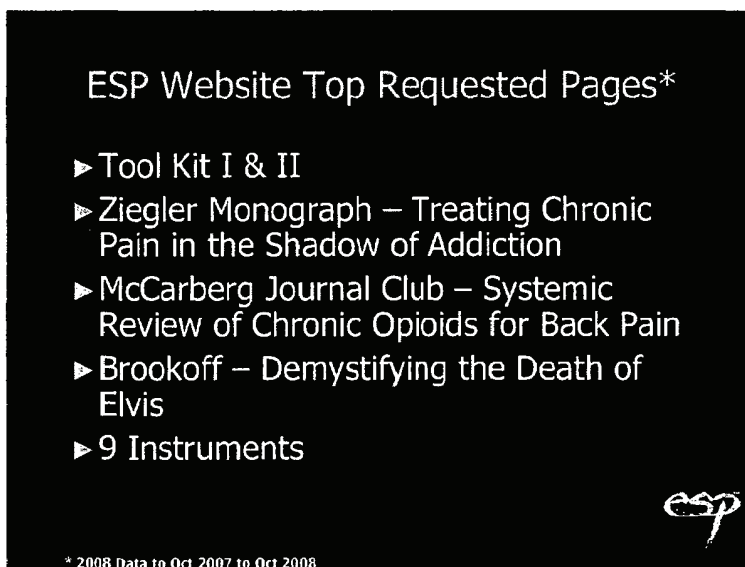 ESP Website Top Requested Pages*
Tool Kit I & II
Ziegler Monograph – Treating Chronic
Pain in the Shadow of Addiction
McCarberg Journal Club – Systemic
Review of Chronic Opioids for Back Pain
Brookoff – Demystifying the Death of
Elvis
9 Instruments
esp
* 2008 Data to Oct 2007 to Oct 2008